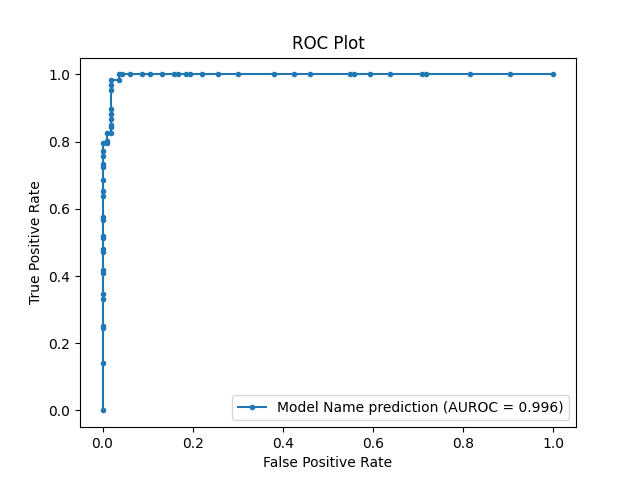 ROC Plot
True Positive Rate
1.0
0.8
0.6
0.4
0.2
0.0
Model Name prediction (AUROC = 0.996)
0.0 0.2 0.4 0.6 0.8 1.0
False Positive Rate